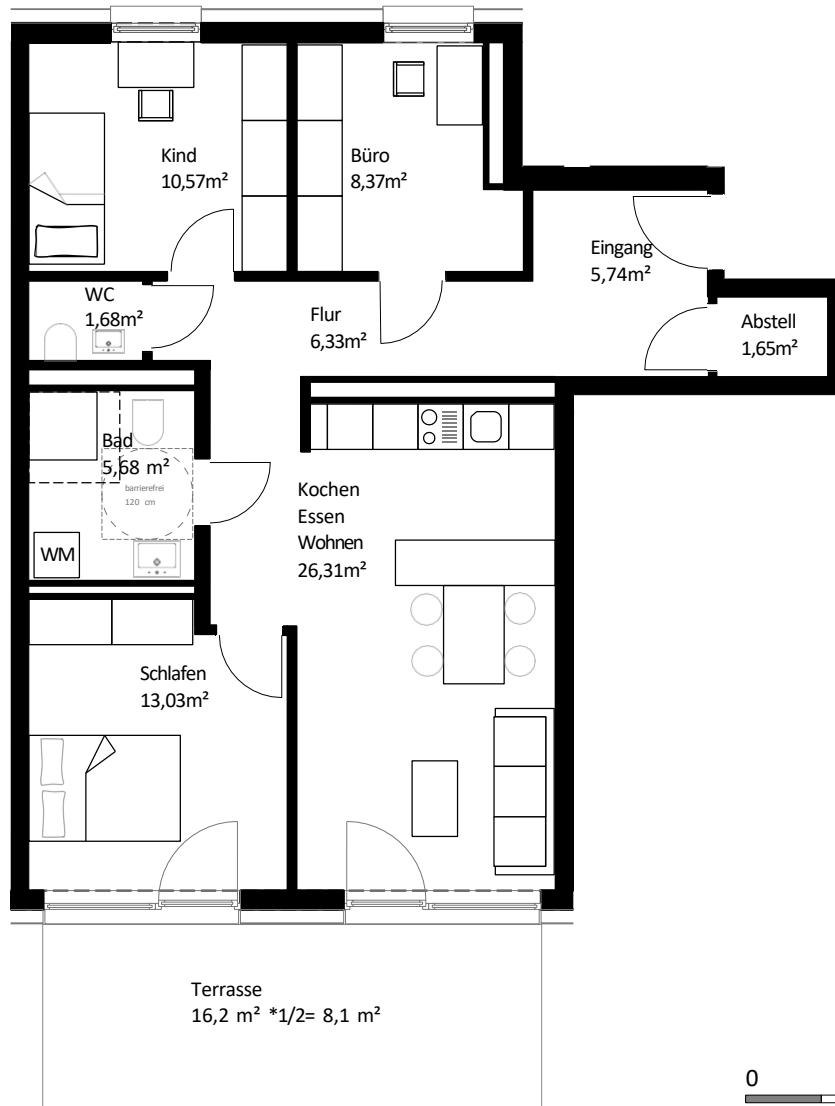 Kind
10,57m²
Büro
8,37m²
Eingang
5,74m²
WC
1,68m²
Flur
6,33m²
Abstell
1,65m²
Bad
5,68 m²
barrierefrei
120 cm
WM
Kochen
Essen
Wohnen
26,31m²
Schlafen
13,03m²
Terrasse
16,2 m² *1/2= 8,1 m²
0